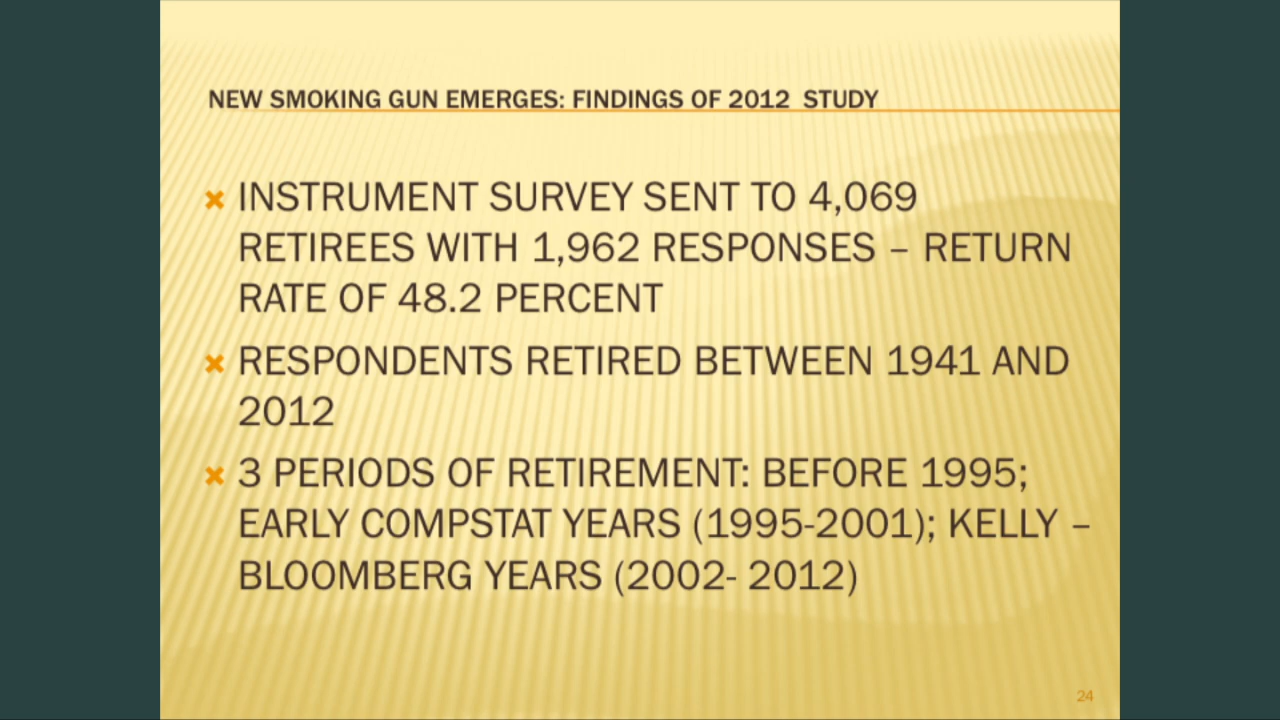 NEW SMOKING GUN EMERGES: FINDINGS OF 2012 STUDY
INSTRUMENT SURVEY SENT TO 4,069
RETIREES WITH 1,962 RESPONSES – RETURN
RATE OF 48.2 PERCENT
RESPONDENTS RETIRED BETWEEN 1941 AND
2012
3 PERIODS OF RETIREMENT: BEFORE 1995;
EARLY COMPSTAT YEARS (1995-2001); KELLY –
BLOOMBERG YEARS (2002- 2012)
24